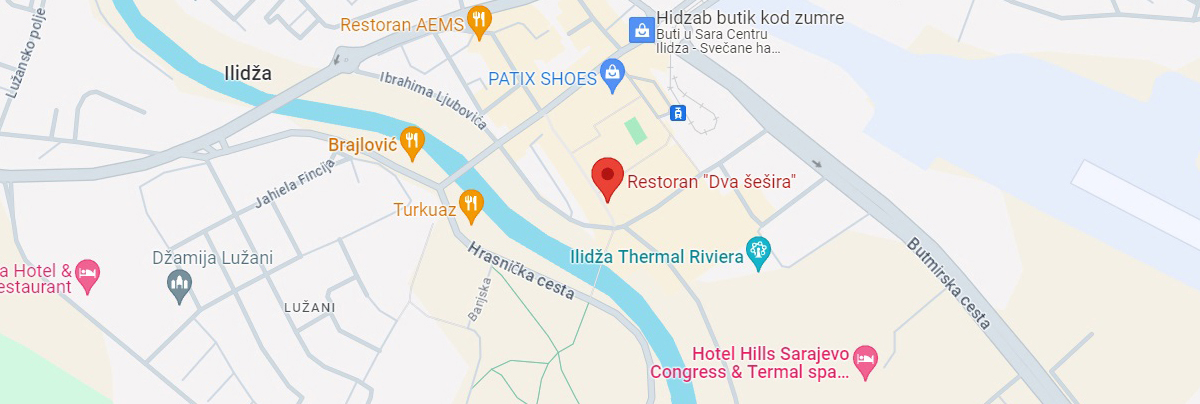 Hidzab butik kod zumre
Restoran AEMS
Buti u Sara Centru
Ilidza - Svečane ha...
Lužansko polje
Ilidža
PATIX SHOES
Ibrahima Ljubovića
Brajlović
Jahiela Fincija
Restoran "Dva šešira"
Turkuaz
Džamija Lužani
Ilidža Thermal Riviera
Hrasnička cesta
Butmirska cesta
a Hotel &
estaurant
Banjska
LUŽANI
Hotel Hills Sarajevo
Congress & Termal spa...